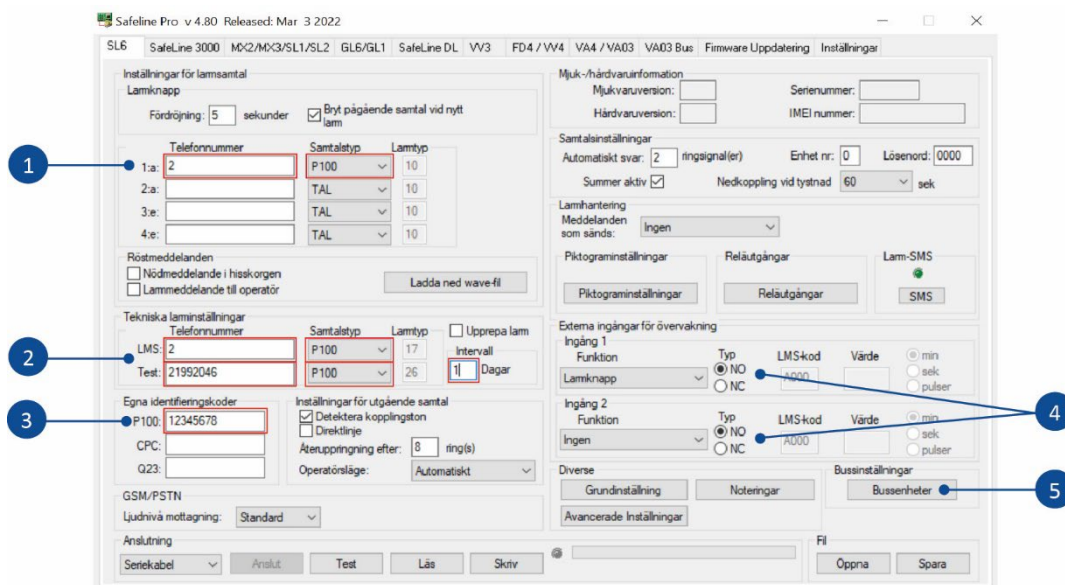 Safeline Pro v 4.80 Released: Mar 3 2022
SL6 SafeLine 3000 MX2/MX3/SL1/SL2 GL6/GL1 SafeLine DL VV3 FD4 / VV4 VA4 / VA03 VA03 Bus Firmware Uppdatering Inställningar
Inställningar för larmsamtal
Larmknapp
Fördröjning: 5 sekunder
Bryt pågående samtal vid nytt
larm
Telefonnummer Samtalstyp Larmtyp
1
1:a: 2 P100 10
2:a: TAL 10
3:e: TAL 10
4:e: TAL 10
Röstmeddelanden
Nödmeddelande i hisskorgen
Larmmeddelande till operatör
Ladda ned wave-fil
Tekniska larminställningar
Telefonnummer Samtalstyp Larmtyp
Upprepa larm
2
LMS: 2 P100 17
Test: 21992046 P100 26
Intervall
1 Dagar
Egna identifieringskoder
3
P100: 12345678
CPC:
Q23:
Inställningar för utgående samtal
Detektera kopplingston
Direktlinje
Återuppringning efter: 8 ring(s)
Operatörsläge: Automatiskt
GSM/PSTN
Ljudnivå mottagning: Standard
Anslutning
Seriekabel Anslut Test Läs Skriv
Mjuk-/hårdvaruinformation
Mjukvaruversion: Serienummer:
Hårdvaruversion: IMEI nummer:
Samtalsinställningar
Automatiskt svar: 2 ringsignal(er) Enhet nr: 0 Lösenord: 0000
Summer aktiv Nedkoppling vid tystnad 60 sek
Larmhantering
Meddelanden
som sänds:
Ingen
Piktograminställningar Reläutgångar Larm-SMS
Piktograminställningar Reläutgångar SMS
Externa ingångar för övervakning
Ingång 1
Funktion Typ LMS-kod Värde
Larmknapp NO NC A000 min sek pulser
4
Ingång 2
Funktion Typ LMS-kod Värde
Ingen NO NC A000 min sek pulser
Diverse
Grundinställning Noteringar
Avancerade Inställningar
Bussinställningar
Bussenheter
5
Fil
Öppna Spara